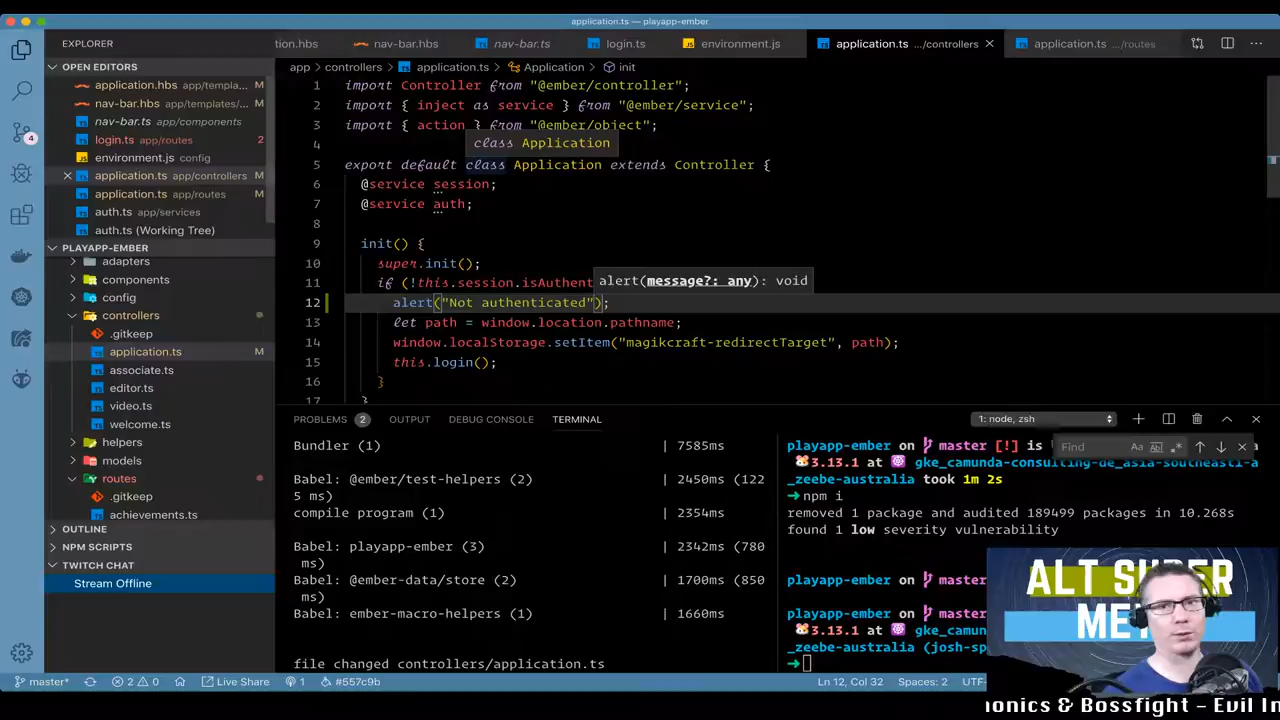 application.ts — playapp-ember
EXPLORER
tion.hbs
nav-bar.hbs
nav-bar.ts
login.ts
environment.js
application.ts .../controllers
application.ts .../routes
OPEN EDITORS
application.hbs app/templa... M
nav-bar.hbs app/templates/... M
nav-bar.ts app/components
login.ts app/routes 2
environment.js config
application.ts app/controllers M
application.ts app/routes M
auth.ts app/services
auth.ts (Working Tree)
4
PLAYAPP-EMBER
adapters
components
config
controllers
.gitkeep
application.ts M
associate.ts
editor.ts
video.ts
welcome.ts
helpers
models
routes
.gitkeep
achievements.ts
OUTLINE
NPM SCRIPTS
TWITCH CHAT
Stream Offline
app > controllers > application.ts > Application > init
1 import Controller from "@ember/controller";
2 import { inject as service } from "@ember/service";
3 import { action } from "@ember/object";
class Application
4
5 export default class Application extends Controller {
6 @service session;
7 @service auth;
8
9 init() {
10 super.init();
11 if (!this.session.isAuthent
alert(message?: any): void
12 alert("Not authenticated");
13 let path = window.location.pathname;
14 window.localStorage.setItem("magikcraft-redirectTarget", path);
15 this.login();
16 }
17 }
PROBLEMS 2 OUTPUT DEBUG CONSOLE TERMINAL
1: node, zsh
Bundler (1) | 7585ms
Babel: @ember/test-helpers (2) | 2450ms (122
5 ms)
compile program (1) | 2354ms
Babel: playapp-ember (3) | 2342ms (780
ms)
Babel: @ember-data/store (2) | 1700ms (850
ms)
Babel: ember-macro-helpers (1) | 1660ms
file changed controllers/application.ts
playapp-ember on master [!] is
Find
Aa Abl .*
3.13.1 at gke_camunda-consulting-de_asia-southeast1-a
_zeebe-australia took 1m 2s
npm i
removed 1 package and audited 189499 packages in 10.268s
found 1 low severity vulnerability
playapp-ember on master
playapp-ember on master
3.13.1 at gke_camun
_zeebe-australia (josh-sp
ALT SUPER
ME
master* 2 0 Live Share 1 #557c9b
Ln 12, Col 32 Spaces: 2 UTF-
onics & Bossfight - Evil In